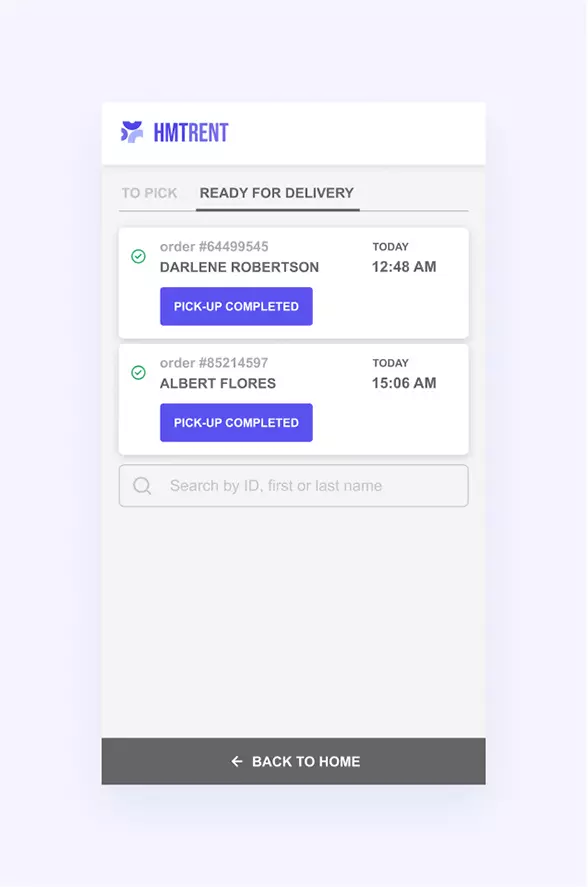 HMTRENT
TO PICK READY FOR DELIVERY
order #64499545 TODAY
DARLENE ROBERTSON 12:48 AM
PICK-UP COMPLETED
order #85214597 TODAY
ALBERT FLORES 15:06 AM
PICK-UP COMPLETED
Search by ID, first or last name
← BACK TO HOME